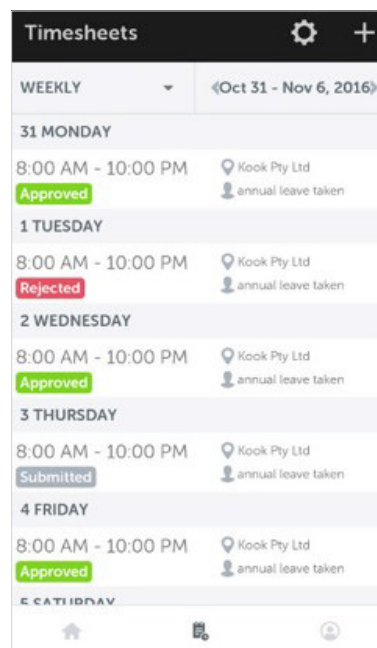 Timesheets
WEEKLY «Oct 31 - Nov 6, 2016»
31 MONDAY
8:00 AM - 10:00 PM Kook Pty Ltd
Approved annual leave taken
1 TUESDAY
8:00 AM - 10:00 PM Kook Pty Ltd
Rejected annual leave taken
2 WEDNESDAY
8:00 AM - 10:00 PM Kook Pty Ltd
Approved annual leave taken
3 THURSDAY
8:00 AM - 10:00 PM Kook Pty Ltd
Submitted annual leave taken
4 FRIDAY
8:00 AM - 10:00 PM Kook Pty Ltd
Approved annual leave taken
5 SATURDAY